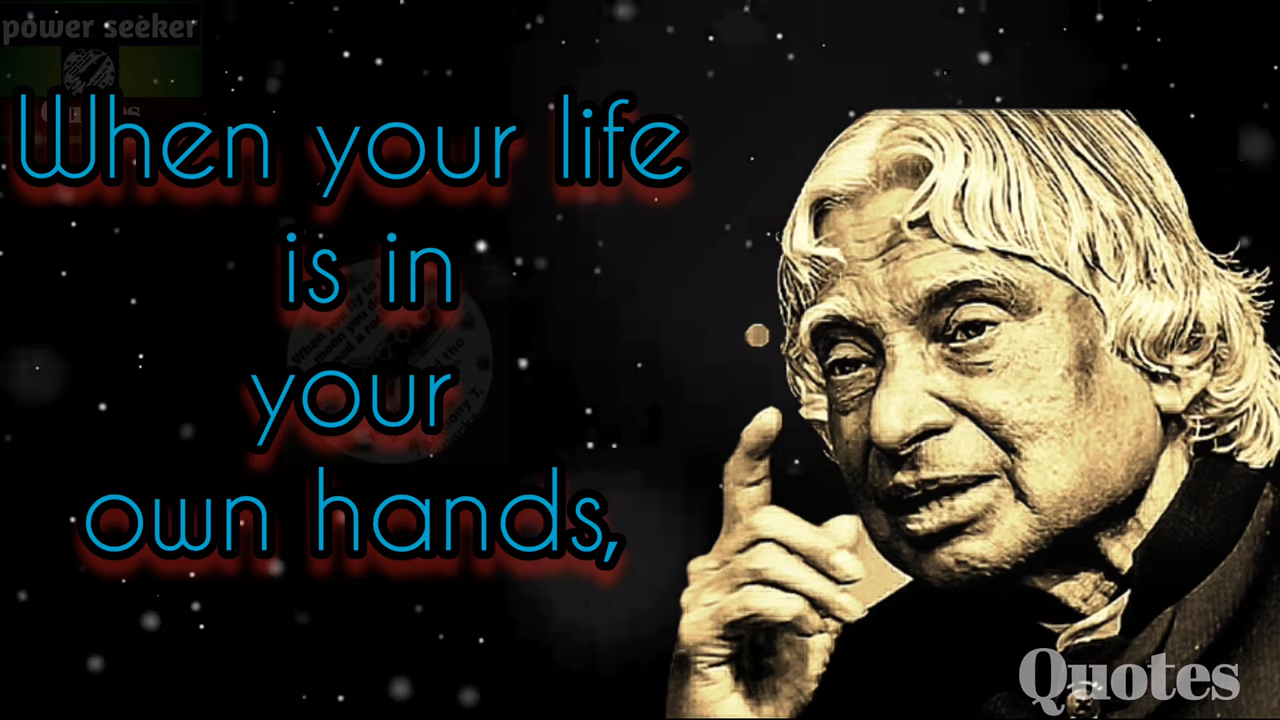 power seeker
When your life
is in
your
own hands,
Quotes